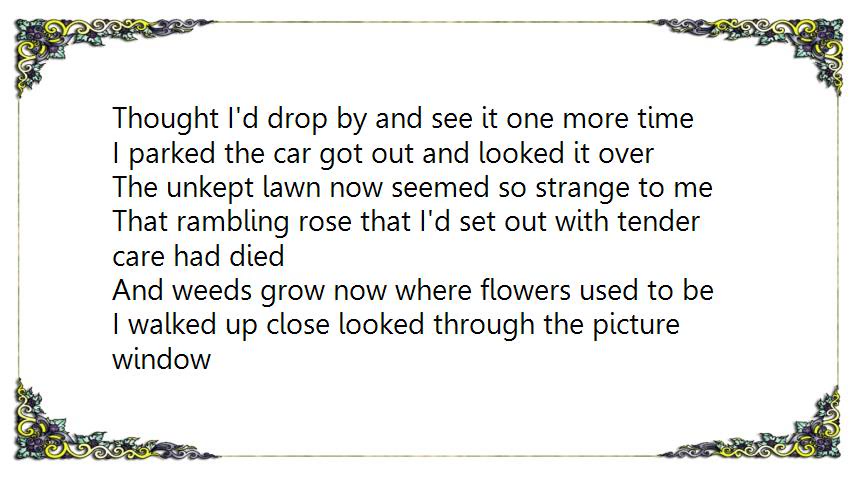 Thought I'd drop by and see it one more time
I parked the car got out and looked it over
The unkept lawn now seemed so strange to me
That rambling rose that I'd set out with tender
care had died
And weeds grow now where flowers used to be
I walked up close looked through the picture
window